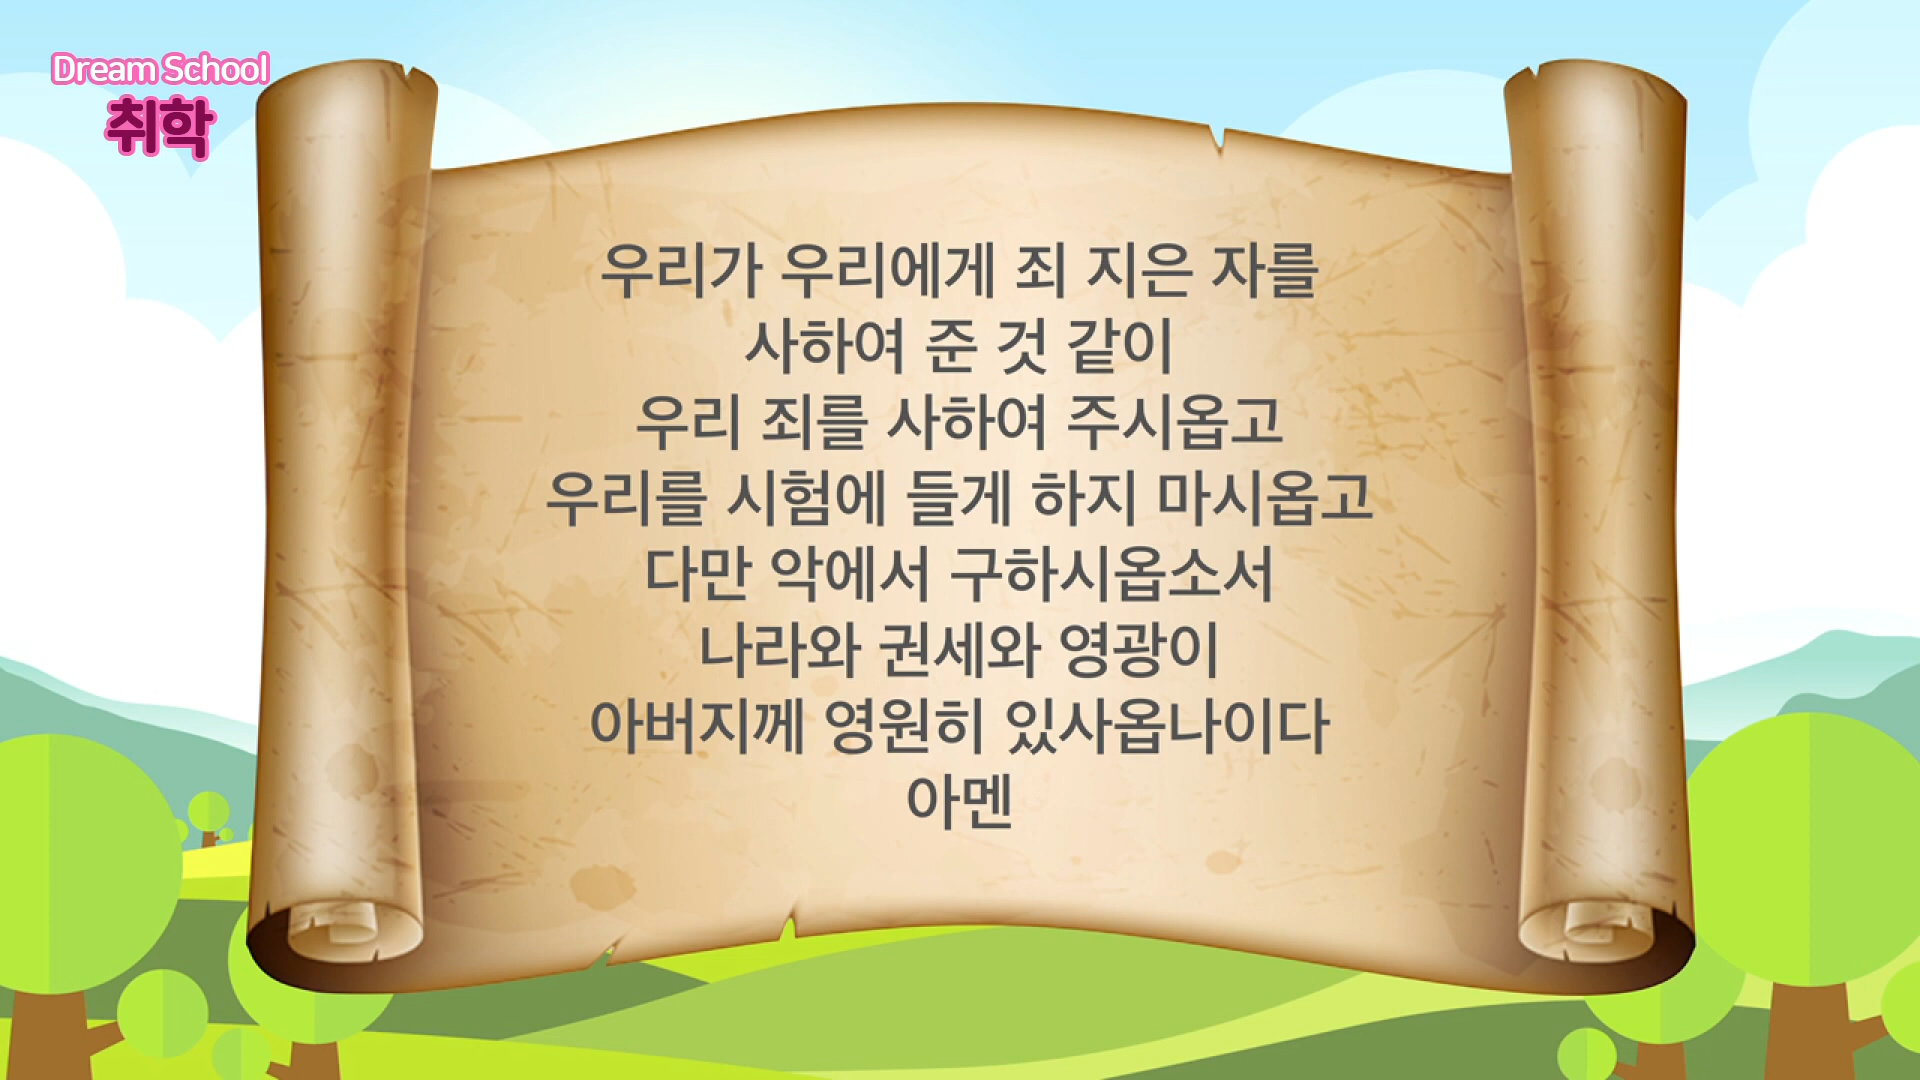 Dream School
취학
우리가 우리에게 죄 지은 자를
사하여 준 것 같이
우리 죄를 사하여 주시옵고
우리를 시험에 들게 하지 마시옵고
다만 악에서 구하시옵소서
나라와 권세와 영광이
아버지께 영원히 있사옵나이다
아멘